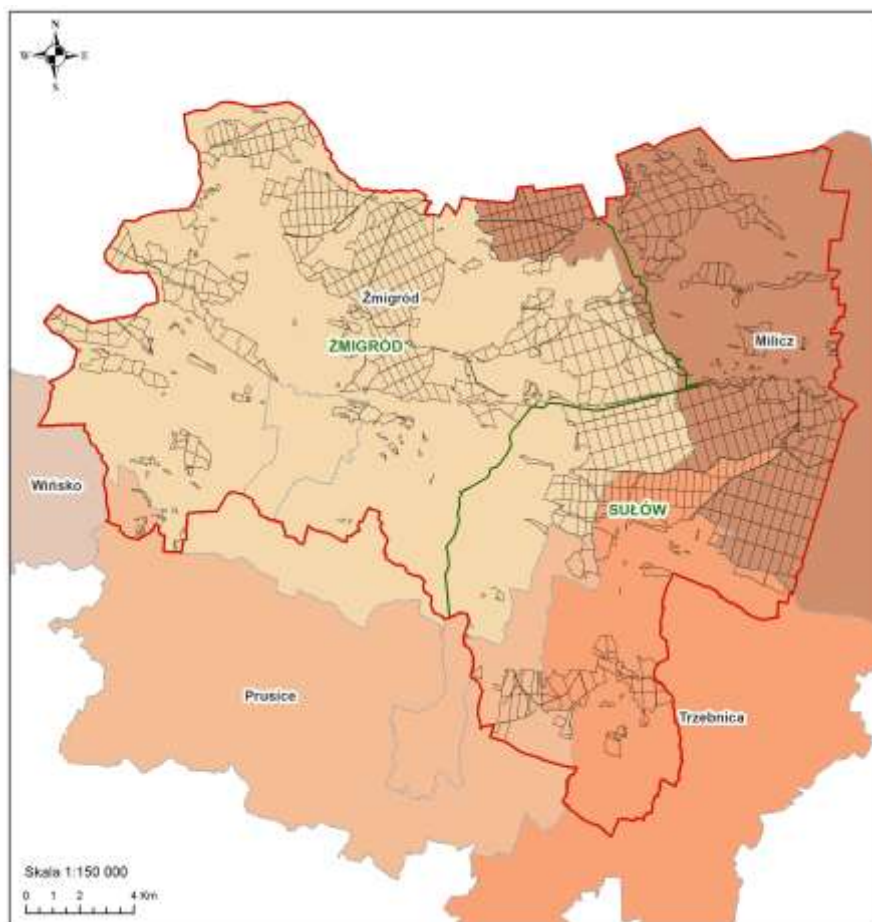 N
W E
S
Żmigród
ŻMIGRÓD
Milicz
Wińsko
SUŁÓW
Prusice
Trzebnica
Skala 1:150 000
0 1 2 4 Km